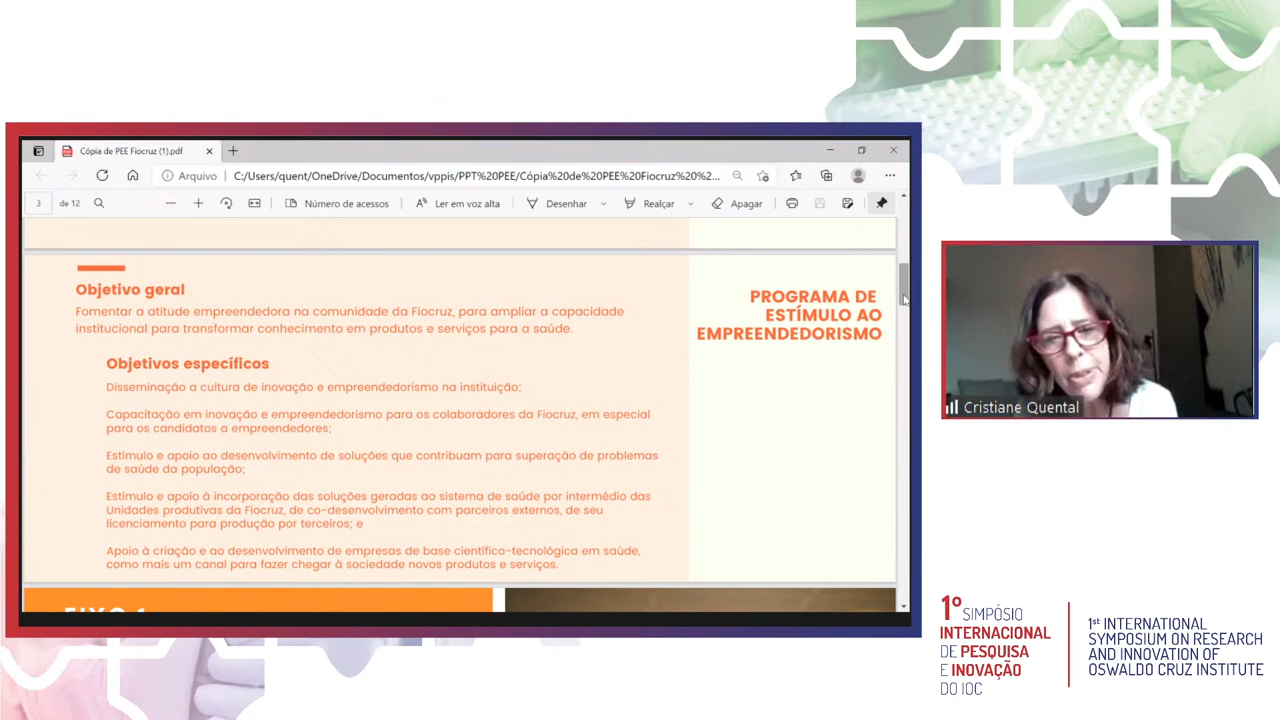 Cópia de PEE Fiocruz (1).pdf
Arquivo
C:/Users/quent/OneDrive/Documentos/vppis/PPT%20PEE/Cópia%20de%20PEE%20Fiocruz%20%2...
3 de 12
Número de acessos
Ler em voz alta
Desenhar
Realçar
Apagar
Objetivo geral
Fomentar a atitude empreendedora na comunidade da Fiocruz, para ampliar a capacidade
institucional para transformar conhecimento em produtos e serviços para a saúde.
Objetivos específicos
Disseminação a cultura de inovação e empreendedorismo na instituição;
Capacitação em inovação e empreendedorismo para os colaboradores da Fiocruz, em especial
para os candidatos a empreendedores;
Estímulo e apoio ao desenvolvimento de soluções que contribuam para superação de problemas
de saúde da população;
Estímulo e apoio à incorporação das soluções geradas ao sistema de saúde por intermédio das
Unidades produtivas da Fiocruz, de co-desenvolvimento com parceiros externos, de seu
licenciamento para produção por terceiros; e
Apoio à criação e ao desenvolvimento de empresas de base científico-tecnológica em saúde,
como mais um canal para fazer chegar à sociedade novos produtos e serviços.
PROGRAMA DE
ESTÍMULO AO
EMPREENDEDORISMO
Cristiane Quental
1º SIMPÓSIO
INTERNACIONAL
DE PESQUISA
E INOVAÇÃO
DO IOC
1st INTERNATIONAL
SYMPOSIUM ON RESEARCH
AND INNOVATION OF
OSWALDO CRUZ INSTITUTE